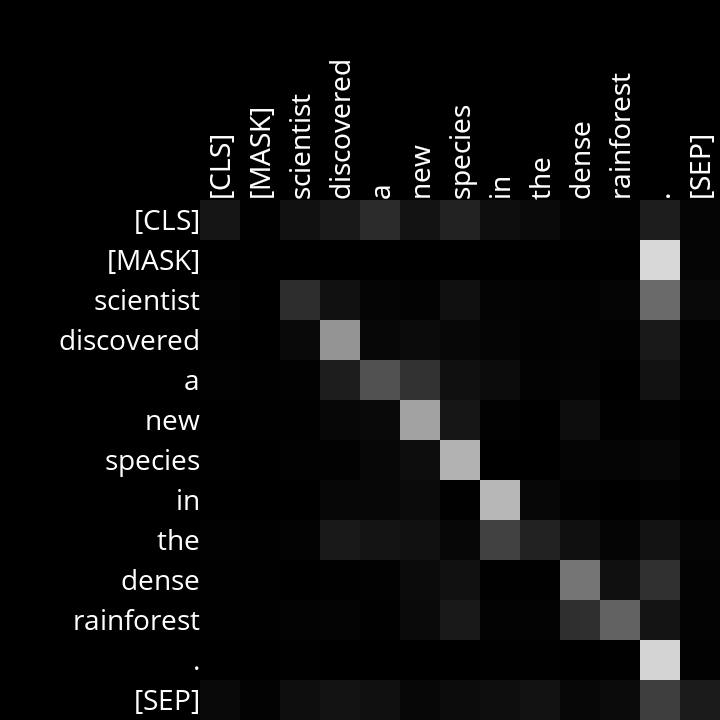 [CLS]
[MASK]
scientist
discovered
a
new
species
in
the
dense
rainforest
.
[SEP]
[CLS]
[MASK]
scientist
discovered
a
new
species
in
the
dense
rainforest
.
[SEP]